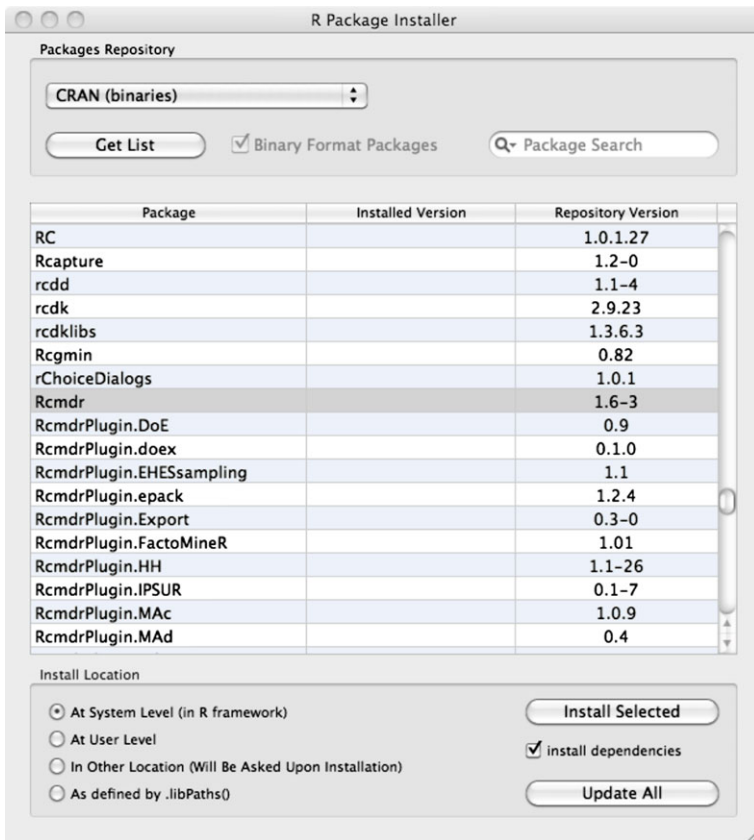 R Package Installer
Packages Repository
CRAN (binaries)
Get List
Binary Format Packages
Package Search
Package Installed Version Repository Version
RC 1.0.1.27
Rcapture 1.2-0
rcdd 1.1-4
rcdk 2.9.23
rcdklibs 1.3.6.3
Rcgmin 0.82
rChoiceDialogs 1.0.1
Rcmdr 1.6-3
RcmdrPlugin.DoE 0.9
RcmdrPlugin.doex 0.1.0
RcmdrPlugin.EHESsampling 1.1
RcmdrPlugin.epack 1.2.4
RcmdrPlugin.Export 0.3-0
RcmdrPlugin.FactoMineR 1.01
RcmdrPlugin.HH 1.1-26
RcmdrPlugin.IPSUR 0.1-7
RcmdrPlugin.MAc 1.0.9
RcmdrPlugin.MAd 0.4
Install Location
At System Level (in R framework)
At User Level
In Other Location (Will Be Asked Upon Installation)
As defined by .libPaths()
Install Selected
install dependencies
Update All